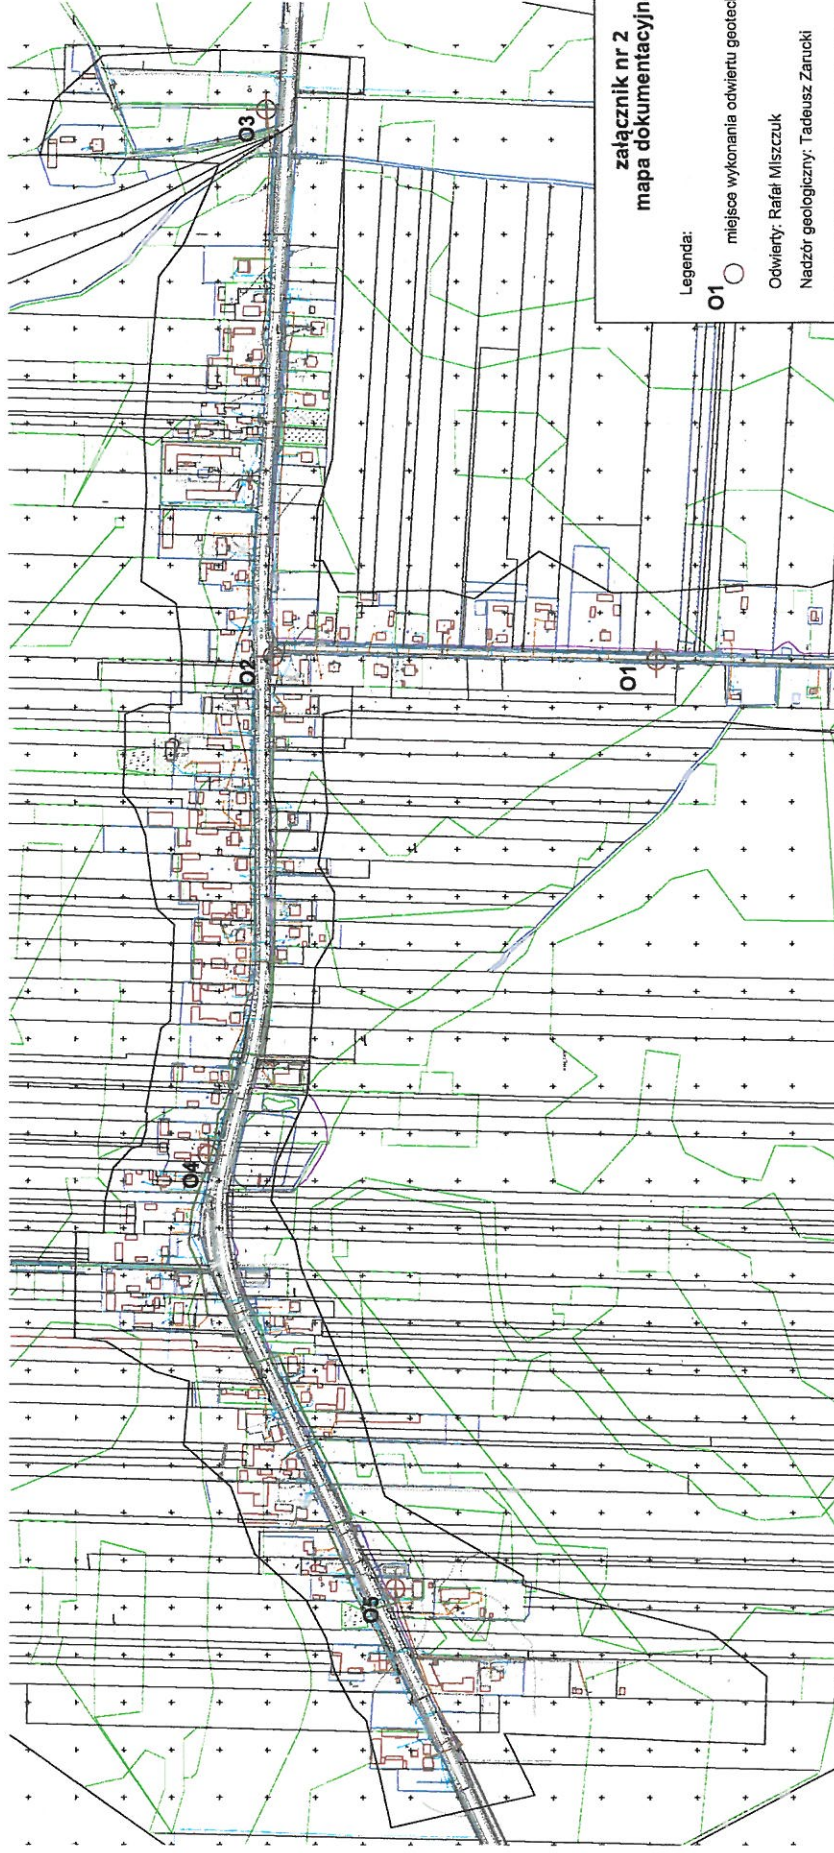 załącznik nr 2
mapa dokumentacyjn
Legenda:
O1
miejsce wykonania odwiertu geotech
Odwierty: Rafał Miszczuk
Nadzór geologiczny: Tadeusz Zarucki
O3
O2
O1
O4
O5